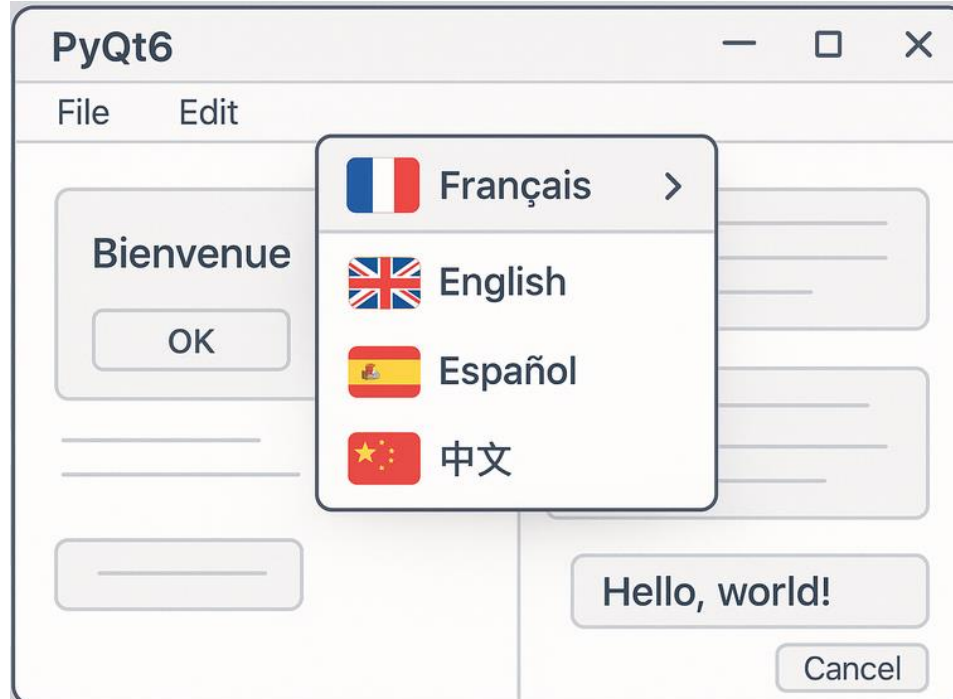 PyQt6
File Edit
Français
Bienvenue
English
OK
Español
中文
Hello, world!
Cancel